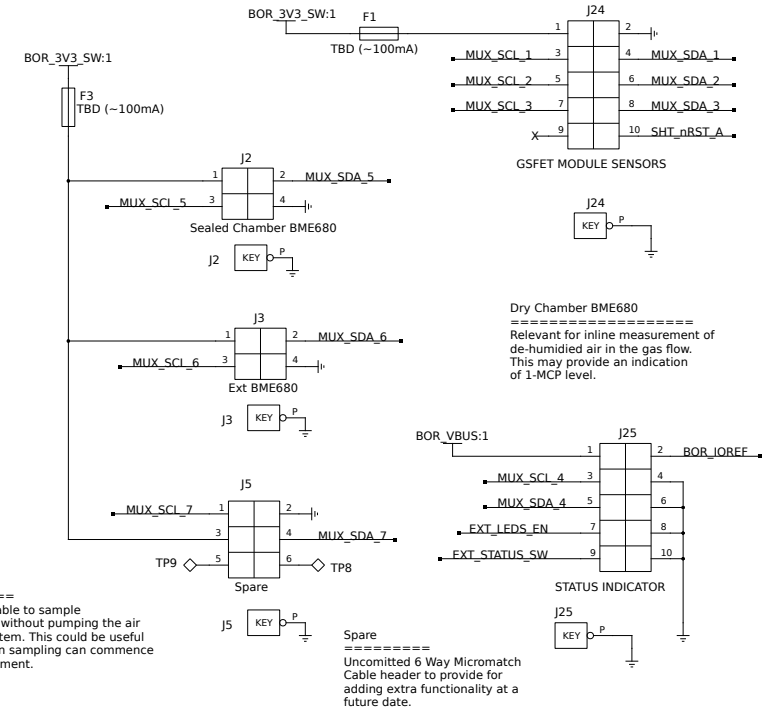 BOR_3V3_SW:1
F1
TBD (~100mA)
J24
1
2
MUX_SCL_1
3
4
MUX_SDA_1
MUX_SCL_2
5
6
MUX_SDA_2
MUX_SCL_3
7
8
MUX_SDA_3
X
9
10
SHT_nRST_A
GSFET MODULE SENSORS
J24
KEY
P
BOR_3V3_SW:1
F3
TBD (~100mA)
J2
1
2
MUX_SDA_5
MUX_SCL_5
3
4
Sealed Chamber BME680
J2
KEY
P
J3
1
2
MUX_SDA_6
MUX_SCL_6
3
4
Ext BME680
J3
KEY
P
Dry Chamber BME680
==================
Relevant for inline measurement of
de-humidied air in the gas flow.
This may provide an indication
of 1-MCP level.
J5
MUX_SCL_7
1
2
3
4
MUX_SDA_7
TP9
5
6
TP8
Spare
J5
KEY
P
BOR_VBUS:1
J25
1
2
BOR_IOREF
MUX_SCL_4
3
4
MUX_SDA_4
5
6
EXT_LEDS_EN
7
8
EXT_STATUS_SW
9
10
STATUS INDICATOR
J25
KEY
P
==
able to sample
without pumping the air
tem. This could be useful
n sampling can commence
ment.
Spare
=========
Uncomitted 6 Way Micromatch
Cable header to provide for
adding extra functionality at a
future date.